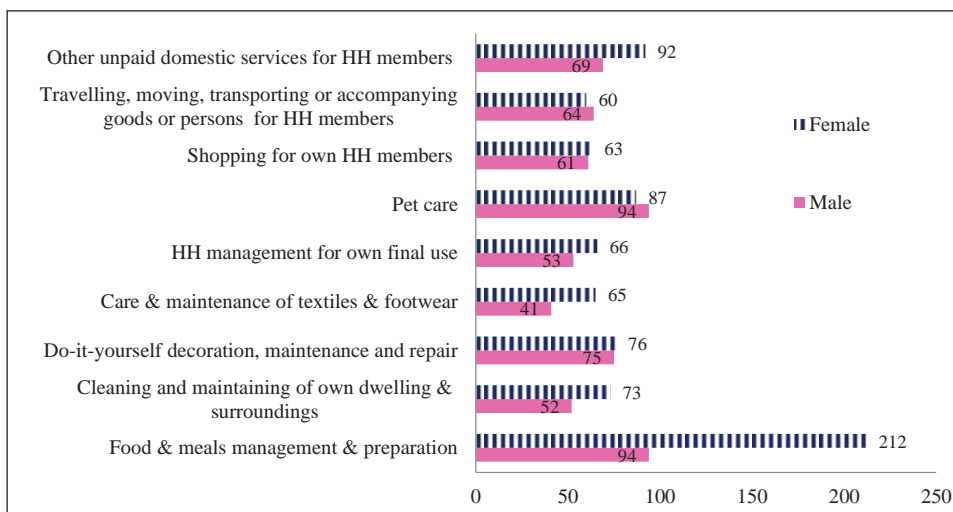 Other unpaid domestic services for HH members
92
69
Travelling, moving, transporting or accompanying
goods or persons for HH members
60
64
Shopping for own HH members
63
61
Pet care
87
94
HH management for own final use
66
53
Care & maintenance of textiles & footwear
65
41
Do-it-yourself decoration, maintenance and repair
76
75
Cleaning and maintaining of own dwelling &
surroundings
73
52
Food & meals management & preparation
212
94
0 50 100 150 200 250
Female
Male